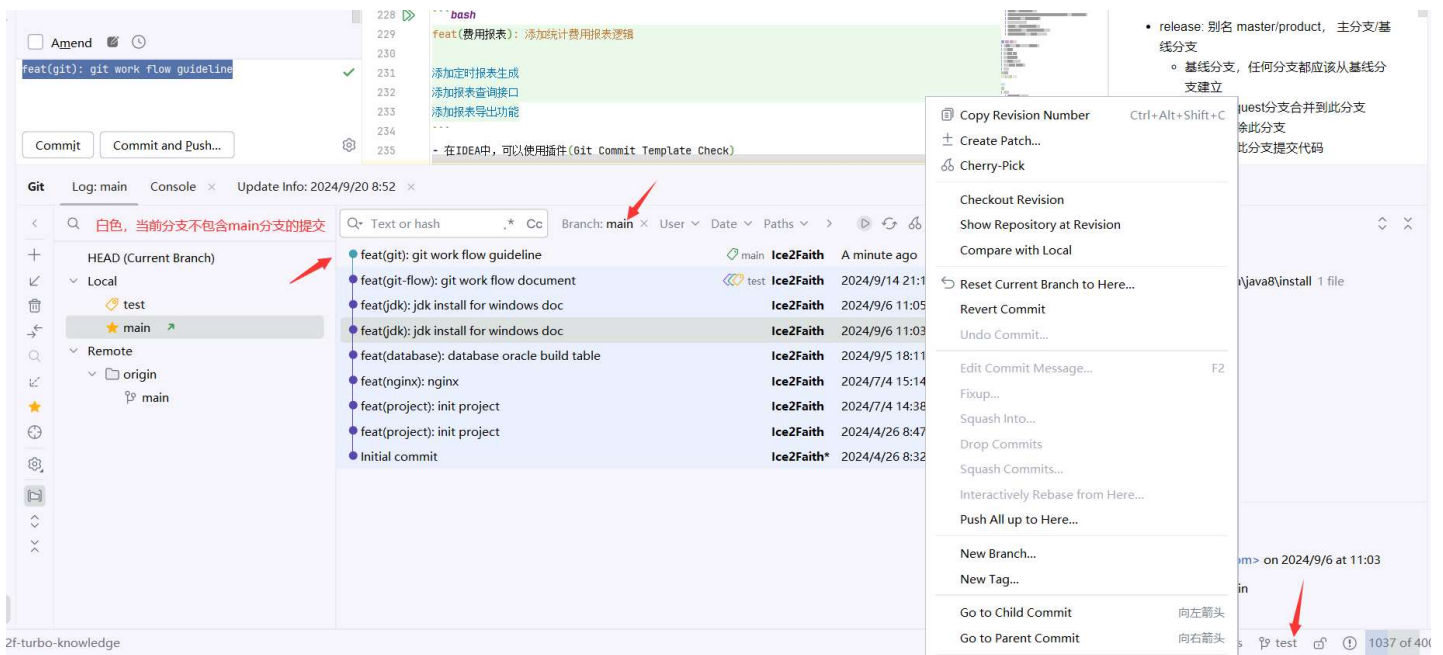 228 ```bash
229 feat(费用报表): 添加统计费用报表逻辑
230
231 添加定时报表生成
232 添加报表查询接口
233 添加报表导出功能
234 ```
235 - 在IDEA中，可以使用插件(Git Commit Template Check)
Amend
feat(git): git work flow guideline
Commit
Commit and Push...
release: 别名 master/product， 主分支/基
线分支
基线分支，任何分支都应该从基线分
支建立
quest分支合并到此分支
除此分支
此分支提交代码
Git
Log: main
Console
Update Info: 2024/9/20 8:52
白色，当前分支不包含main分支的提交
HEAD (Current Branch)
Local
test
main
Remote
origin
main
Text or hash
.*
Cc
Branch: main
User
Date
Paths
feat(git): git work flow guideline main Ice2Faith A minute ago
feat(git-flow): git work flow document test Ice2Faith 2024/9/14 21:1
feat(jdk): jdk install for windows doc Ice2Faith 2024/9/6 11:05
feat(jdk): jdk install for windows doc Ice2Faith 2024/9/6 11:03
feat(database): database oracle build table Ice2Faith 2024/9/5 18:11
feat(nginx): nginx Ice2Faith 2024/7/4 15:14
feat(project): init project Ice2Faith 2024/7/4 14:38
feat(project): init project Ice2Faith 2024/4/26 8:47
Initial commit Ice2Faith* 2024/4/26 8:32
Copy Revision Number Ctrl+Alt+Shift+C
Create Patch...
Cherry-Pick
Checkout Revision
Show Repository at Revision
Compare with Local
Reset Current Branch to Here...
Revert Commit
Undo Commit...
Edit Commit Message... F2
Fixup...
Squash Into...
Drop Commits
Squash Commits...
Interactively Rebase from Here...
Push All up to Here...
New Branch...
New Tag...
Go to Child Commit 向左箭头
Go to Parent Commit 向右箭头
\java8\install 1 file
om> on 2024/9/6 at 11:03
in
2f-turbo-knowledge
s
test
1037 of 400